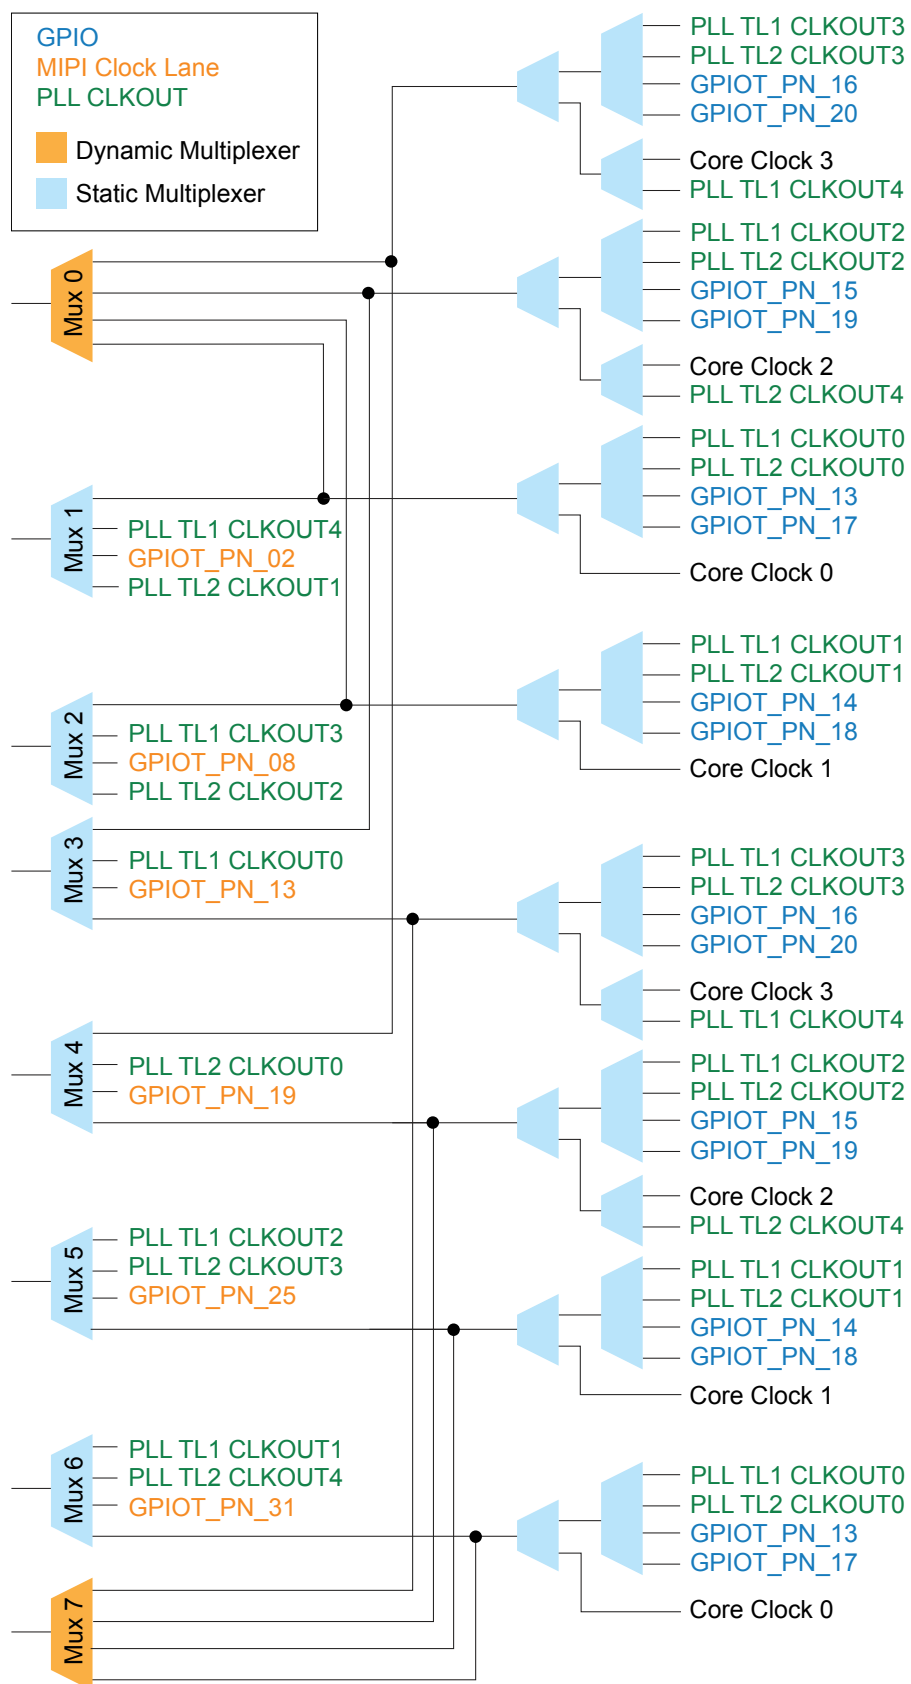 GPIO
MIPI Clock Lane
PLL CLKOUT
Dynamic Multiplexer
Static Multiplexer
PLL TL1 CLKOUT3
PLL TL2 CLKOUT3
GPIOT_PN_16
GPIOT_PN_20
Core Clock 3
PLL TL1 CLKOUT4
Mux 0
PLL TL1 CLKOUT2
PLL TL2 CLKOUT2
GPIOT_PN_15
GPIOT_PN_19
Core Clock 2
PLL TL2 CLKOUT4
Mux 1
PLL TL1 CLKOUT4
GPIOT_PN_02
PLL TL2 CLKOUT1
PLL TL1 CLKOUT0
PLL TL2 CLKOUT0
GPIOT_PN_13
GPIOT_PN_17
Core Clock 0
Mux 2
PLL TL1 CLKOUT3
GPIOT_PN_08
PLL TL2 CLKOUT2
PLL TL1 CLKOUT1
PLL TL2 CLKOUT1
GPIOT_PN_14
GPIOT_PN_18
Core Clock 1
Mux 3
PLL TL1 CLKOUT0
GPIOT_PN_13
PLL TL1 CLKOUT3
PLL TL2 CLKOUT3
GPIOT_PN_16
GPIOT_PN_20
Core Clock 3
PLL TL1 CLKOUT4
Mux 4
PLL TL2 CLKOUT0
GPIOT_PN_19
PLL TL1 CLKOUT2
PLL TL2 CLKOUT2
GPIOT_PN_15
GPIOT_PN_19
Core Clock 2
PLL TL2 CLKOUT4
Mux 5
PLL TL1 CLKOUT2
PLL TL2 CLKOUT3
GPIOT_PN_25
PLL TL1 CLKOUT1
PLL TL2 CLKOUT1
GPIOT_PN_14
GPIOT_PN_18
Core Clock 1
Mux 6
PLL TL1 CLKOUT1
PLL TL2 CLKOUT4
GPIOT_PN_31
PLL TL1 CLKOUT0
PLL TL2 CLKOUT0
GPIOT_PN_13
GPIOT_PN_17
Core Clock 0
Mux 7